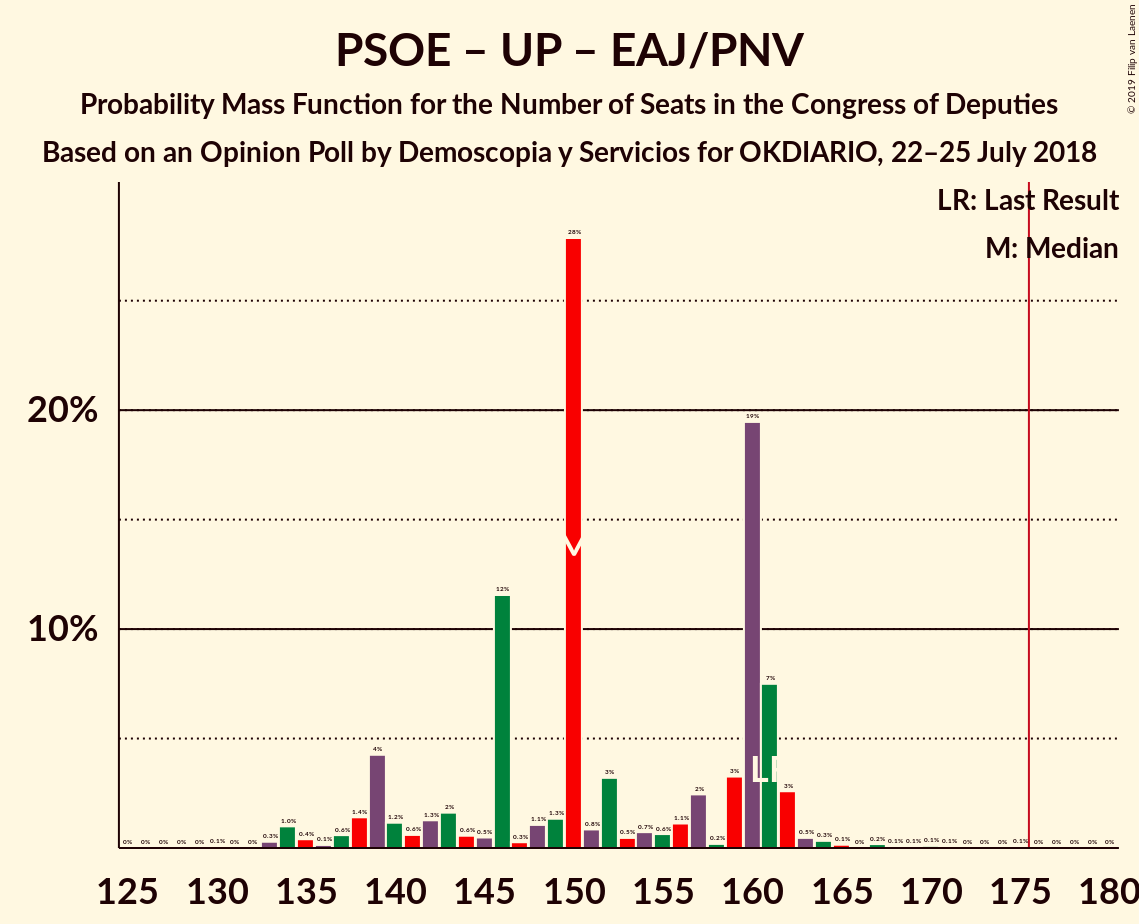 PSOE – UP – EAJ/PNV
Probability Mass Function for the Number of Seats in the Congress of Deputies
Based on an Opinion Poll by Demoscopia y Servicios for OKDIARIO, 22–25 July 2018
© 2019 Filip van Laenen
LR: Last Result
M: Median
20%
10%
0% 0% 0% 0% 0% 0.1% 0% 0% 0.3% 1.0% 0.4% 0.1% 0.6% 1.4% 4% 1.2% 0.6% 1.3% 2% 0.6% 0.5% 12% 0.3% 1.1% 1.3% 28% 0.8% 3% 0.5% 0.7% 0.6% 1.1% 2% 0.2% 3% 19% 7% 3% 0.5% 0.3% 0.1% 0% 0.2% 0.1% 0.1% 0.1% 0.1% 0% 0% 0% 0.1% 0% 0% 0% 0% 0%
M
125 130 135 140 145 150 155 160 165 170 175 180